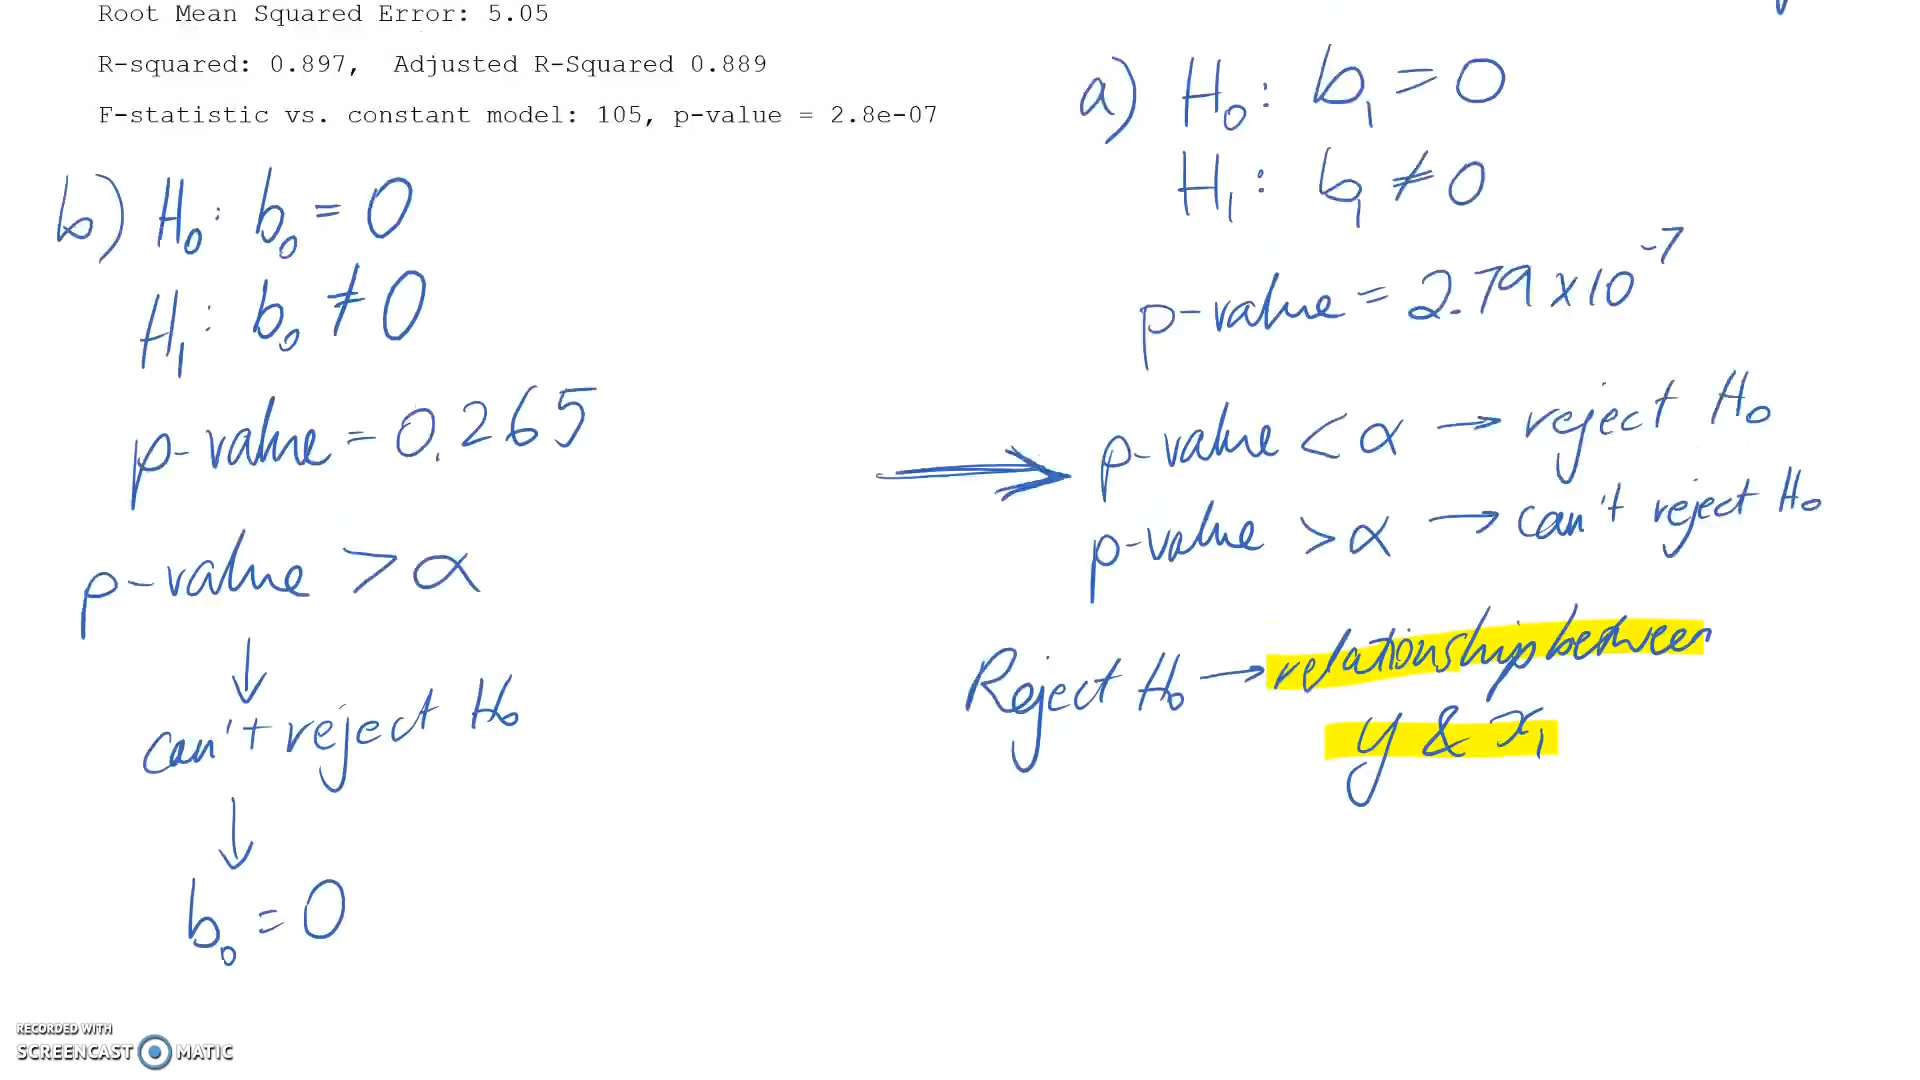 Root Mean Squared Error: 5.05
R-squared: 0.897, Adjusted R-Squared 0.889
F-statistic vs. constant model: 105, p-value = 2.8e-07
a) H₀: b₁ = 0
H₁: b₁ ≠ 0
p-value = 2.79 × 10⁻⁷
p-value < α → reject H₀
p-value > α → can't reject H₀
Reject H₀ → relationship between
y & x₁
b) H₀: b₀ = 0
H₁: b₀ ≠ 0
p-value = 0.265
p-value > α
↓
can't reject H₀
↓
b₀ = 0
RECORDED WITH
SCREENCAST MATIC